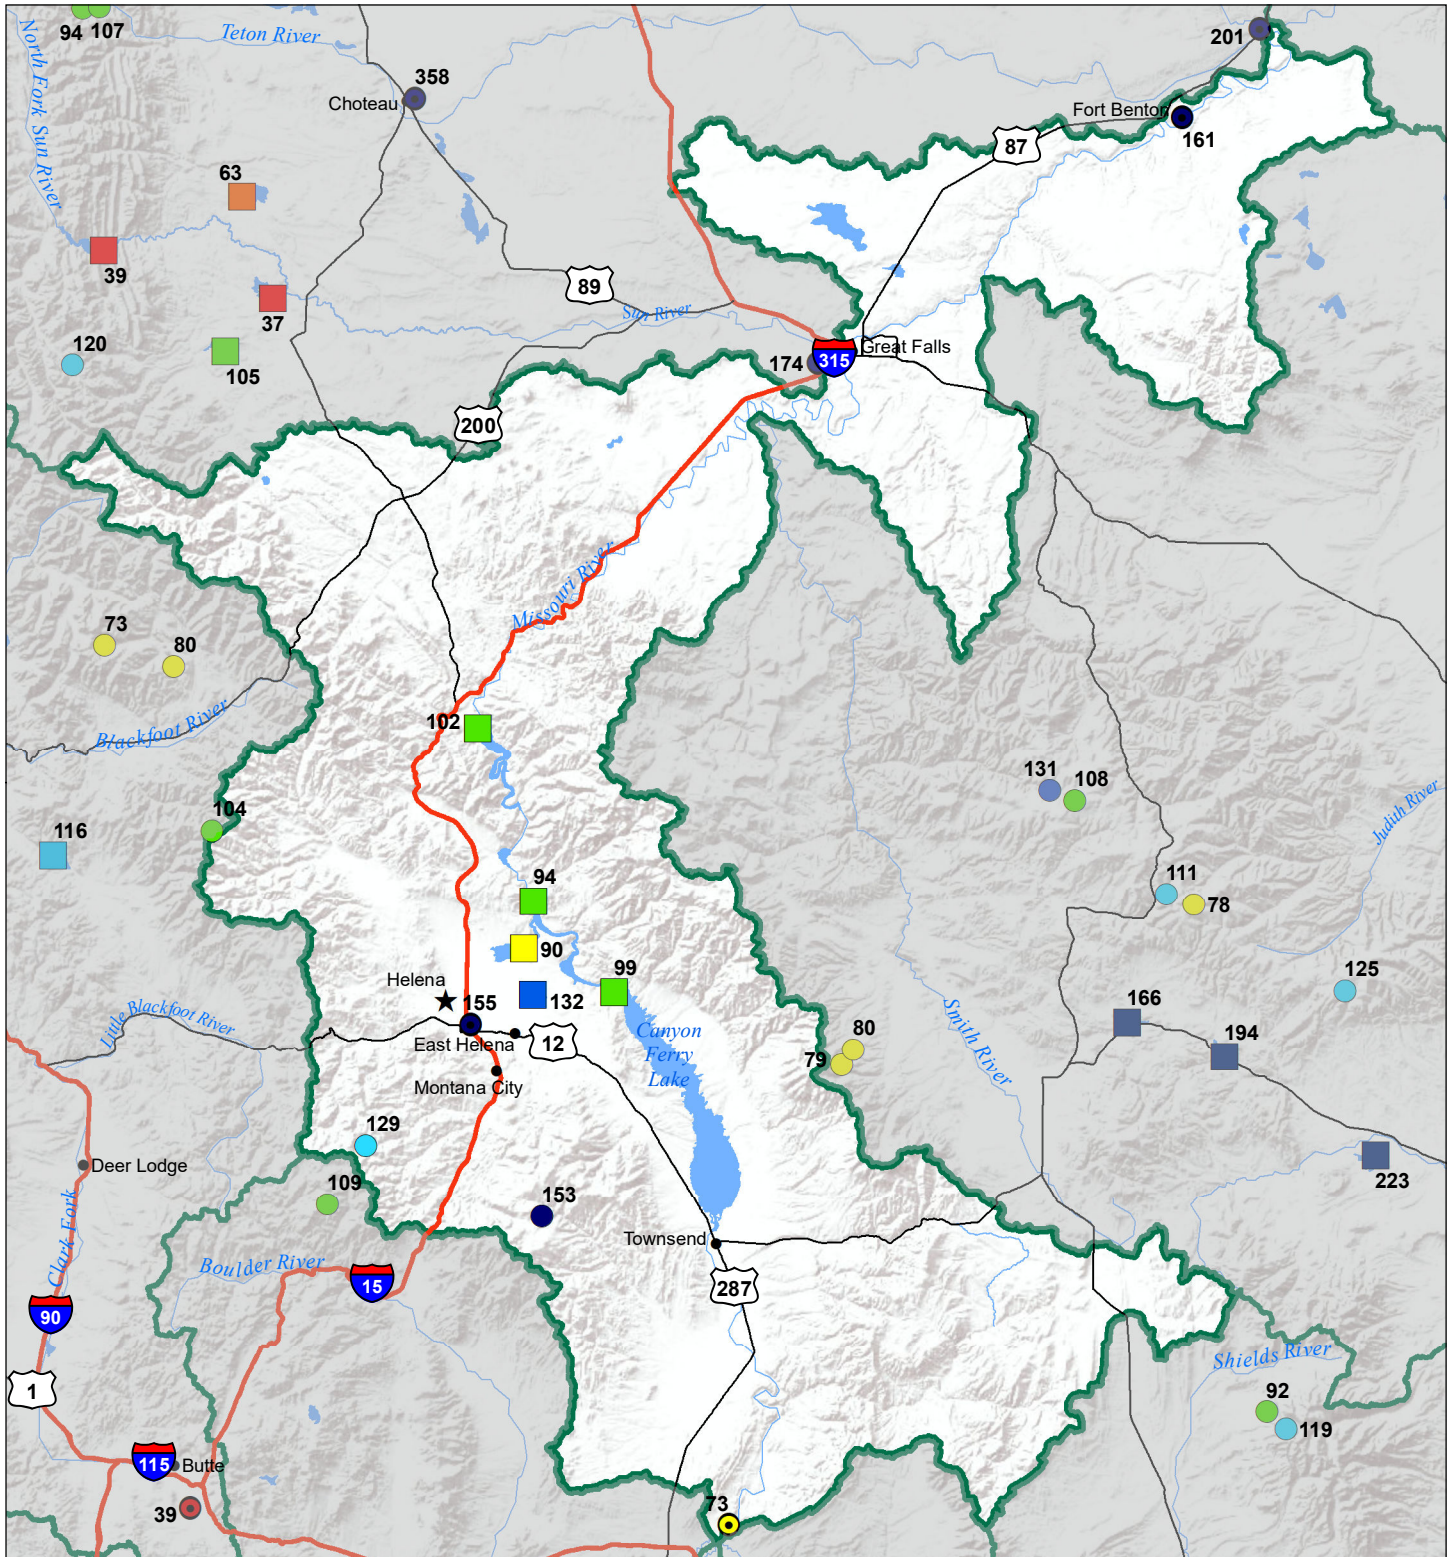 94 107
Teton River
201
North Fork Sun River
358
Choteau
Fort Benton
161
87
63
39
37
89
Sun River
120
105
174
315
Great Falls
200
Missouri River
73
80
Blackfoot River
102
131
108
Judith River
104
116
94
111
78
90
99
125
Helena
155
132
Little Blackfoot River
East Helena
12
Canyon
Ferry
Lake
Smith River
166
194
80
79
Montana City
129
Deer Lodge
109
153
223
Clark Fork
Townsend
Boulder River
15
287
90
Shields River
1
92
119
115
Butte
39
73